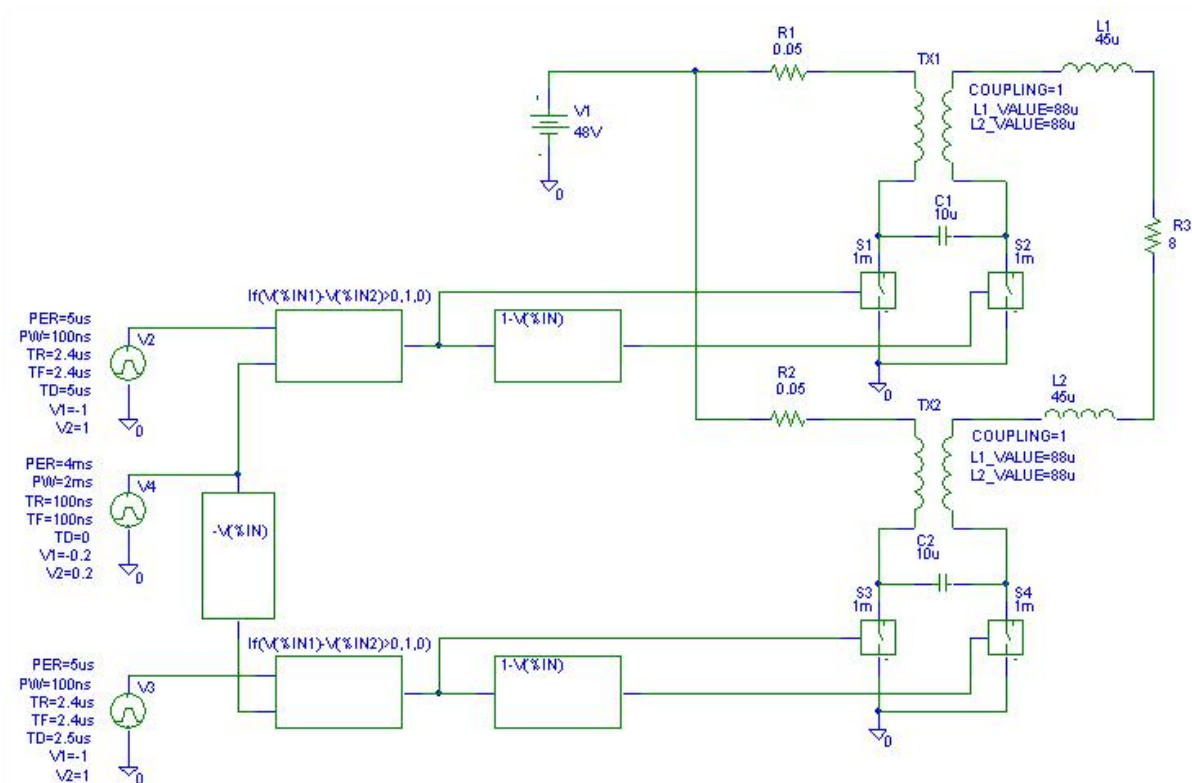 L1
45u
R1
0.05
TX1
COUPLING=1
L1_VALUE=88u
L2_VALUE=88u
V1
48V
0
C1
10u
R3
8
S1
1m
S2
1m
If(V(%IN1)-V(%IN2)>0,1,0)
1-V(%IN)
PER=5us
PW=100ns
TR=2.4us
TF=2.4us
TD=5us
V1=-1
V2=1
V2
0
0
R2
0.05
L2
45u
TX2
COUPLING=1
L1_VALUE=88u
L2_VALUE=88u
PER=4ms
PW=2ms
TR=100ns
TF=100ns
TD=0
V1=-0.2
V2=0.2
V4
0
-V(%IN)
C2
10u
S3
1m
S4
1m
If(V(%IN1)-V(%IN2)>0,1,0)
1-V(%IN)
PER=5us
PW=100ns
TR=2.4us
TF=2.4us
TD=2.5us
V1=-1
V2=1
V3
0
0